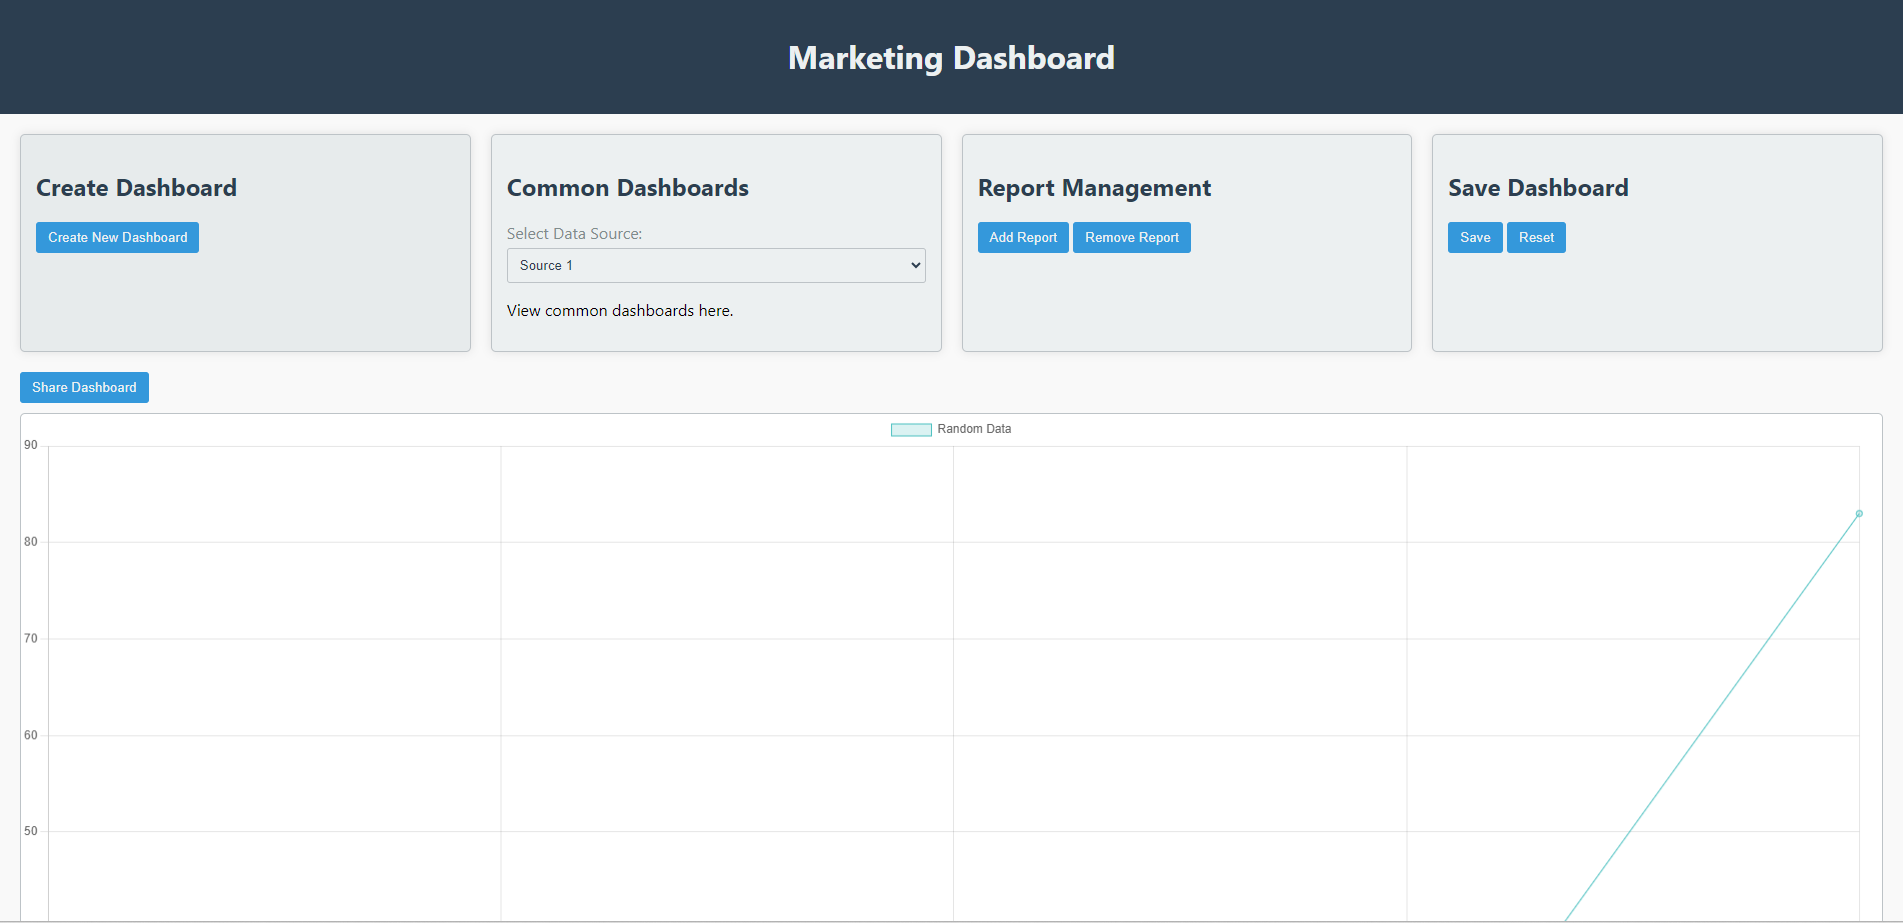 Marketing Dashboard
Create Dashboard
Create New Dashboard
Common Dashboards
Select Data Source:
Source 1
View common dashboards here.
Report Management
Add Report Remove Report
Save Dashboard
Save Reset
Share Dashboard
Random Data
90
80
70
60
50